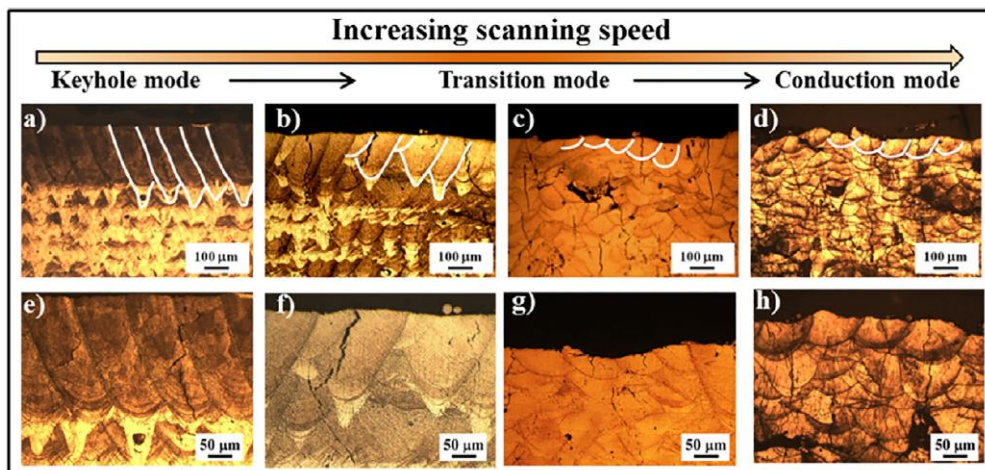 Increasing scanning speed
Keyhole mode Transition mode Conduction mode
a) b) c) d)
100 μm 100 μm 100 μm 100 μm
e) f) g) h)
50 μm 50 μm 50 μm 50 μm